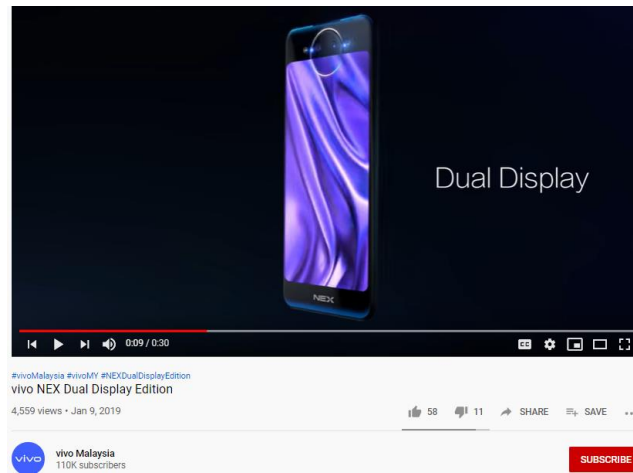 Dual Display
NEX
0:09 / 0:30
CC
#vivoMalaysia #vivoMY #NEXDualDisplayEdition
vivo NEX Dual Display Edition
4,559 views • Jan 9, 2019
58 11 SHARE SAVE
vivo
vivo Malaysia
110K subscribers
SUBSCRIBE